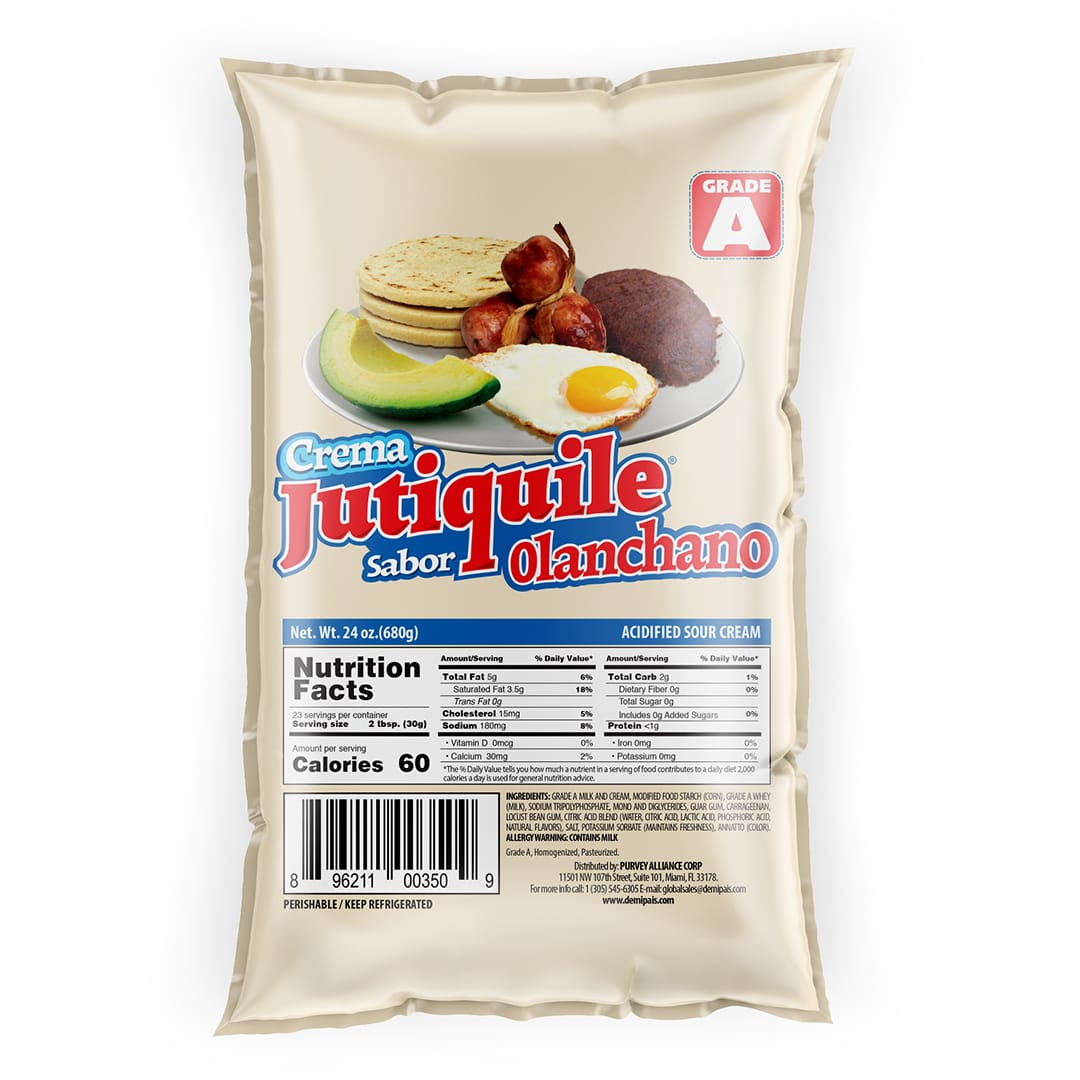 GRADE
A
Crema
Jutiquile®
Sabor Olanchano
Net. Wt. 24 oz.(680g) ACIDIFIED SOUR CREAM
Nutrition
Facts
23 servings per container
Serving size 2 tbsp. (30g)
Amount per serving
Calories 60
Amount/Serving % Daily Value*
Total Fat 5g 6%
Saturated Fat 3.5g 18%
Trans Fat 0g
Cholesterol 15mg 5%
Sodium 180mg 8%
• Vitamin D 0mcg 0%
• Calcium 30mg 2%
Amount/Serving % Daily Value*
Total Carb 2g 1%
Dietary Fiber 0g 0%
Total Sugar 0g
Includes 0g Added Sugars 0%
Protein <1g
• Iron 0mg 0%
• Potassium 0mg 0%
*The % Daily Value tells you how much a nutrient in a serving of food contributes to a daily diet 2,000
calories a day is used for general nutrition advice.
INGREDIENTS: GRADE A MILK AND CREAM, MODIFIED FOOD STARCH (CORN), GRADE A WHEY
(MILK), SODIUM TRIPOLYPHOSPHATE, MONO AND DIGLYCERIDES, GUAR GUM, CARRAGEENAN,
LOCUST BEAN GUM, CITRIC ACID BLEND (WATER, CITRIC ACID, LACTIC ACID, PHOSPHORIC ACID,
NATURAL FLAVORS), SALT, POTASSIUM SORBATE (MAINTAINS FRESHNESS), ANNATTO (COLOR).
ALLERGY WARNING: CONTAINS MILK
Grade A, Homogenized, Pasteurized.
Distributed by: PURVEY ALLIANCE CORP
11501 NW 107th Street, Suite 101, Miami, FL 33178.
For more info call: 1 (305) 545-6305 E-mail: globalsales@demipais.com
www.demipais.com
8 96211 00350 9
PERISHABLE / KEEP REFRIGERATED